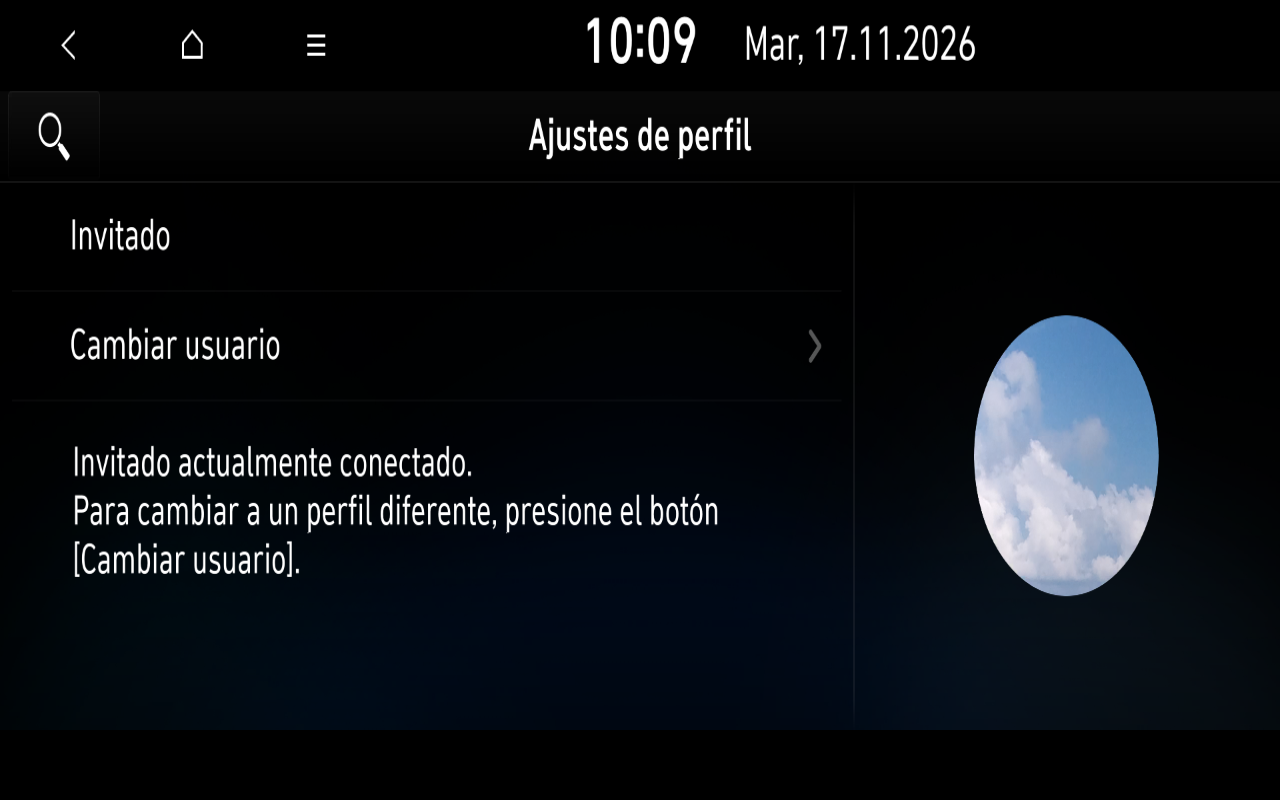 10:09 Mar, 17.11.2026
Ajustes de perfil
Invitado
Cambiar usuario
Invitado actualmente conectado.
Para cambiar a un perfil diferente, presione el botón
[Cambiar usuario].